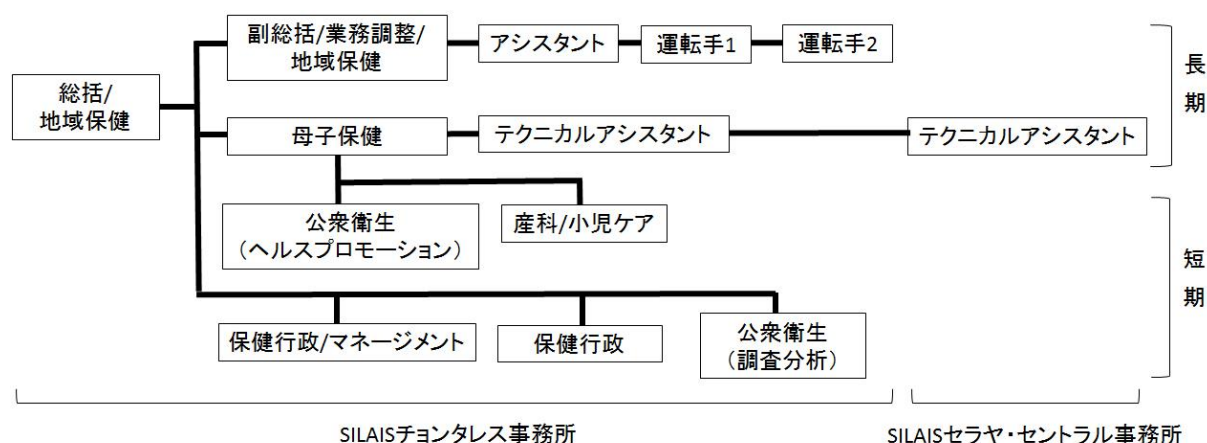 副総括/業務調整/
地域保健
アシスタント
運転手1
運転手2
総括/
地域保健
母子保健
テクニカルアシスタント
テクニカルアシスタント
長
期
公衆衛生
(ヘルスプロモーション)
産科/小児ケア
短
期
保健行政/マネージメント
保健行政
公衆衛生
(調査分析)
SILAISチョンタレス事務所
SILAISセラヤ・セントラル事務所